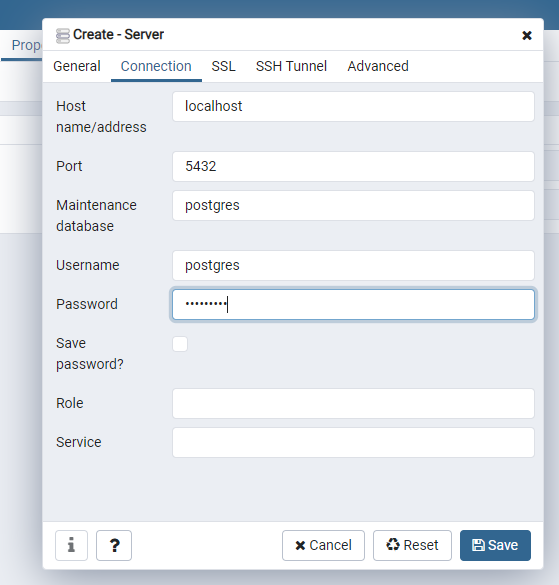 Create - Server
Prop
General Connection SSL SSH Tunnel Advanced
Host
name/address
localhost
Port
5432
Maintenance
database
postgres
Username
postgres
Password
•••••••••
Save
password?
Role
Service
i
?
Cancel
Reset
Save